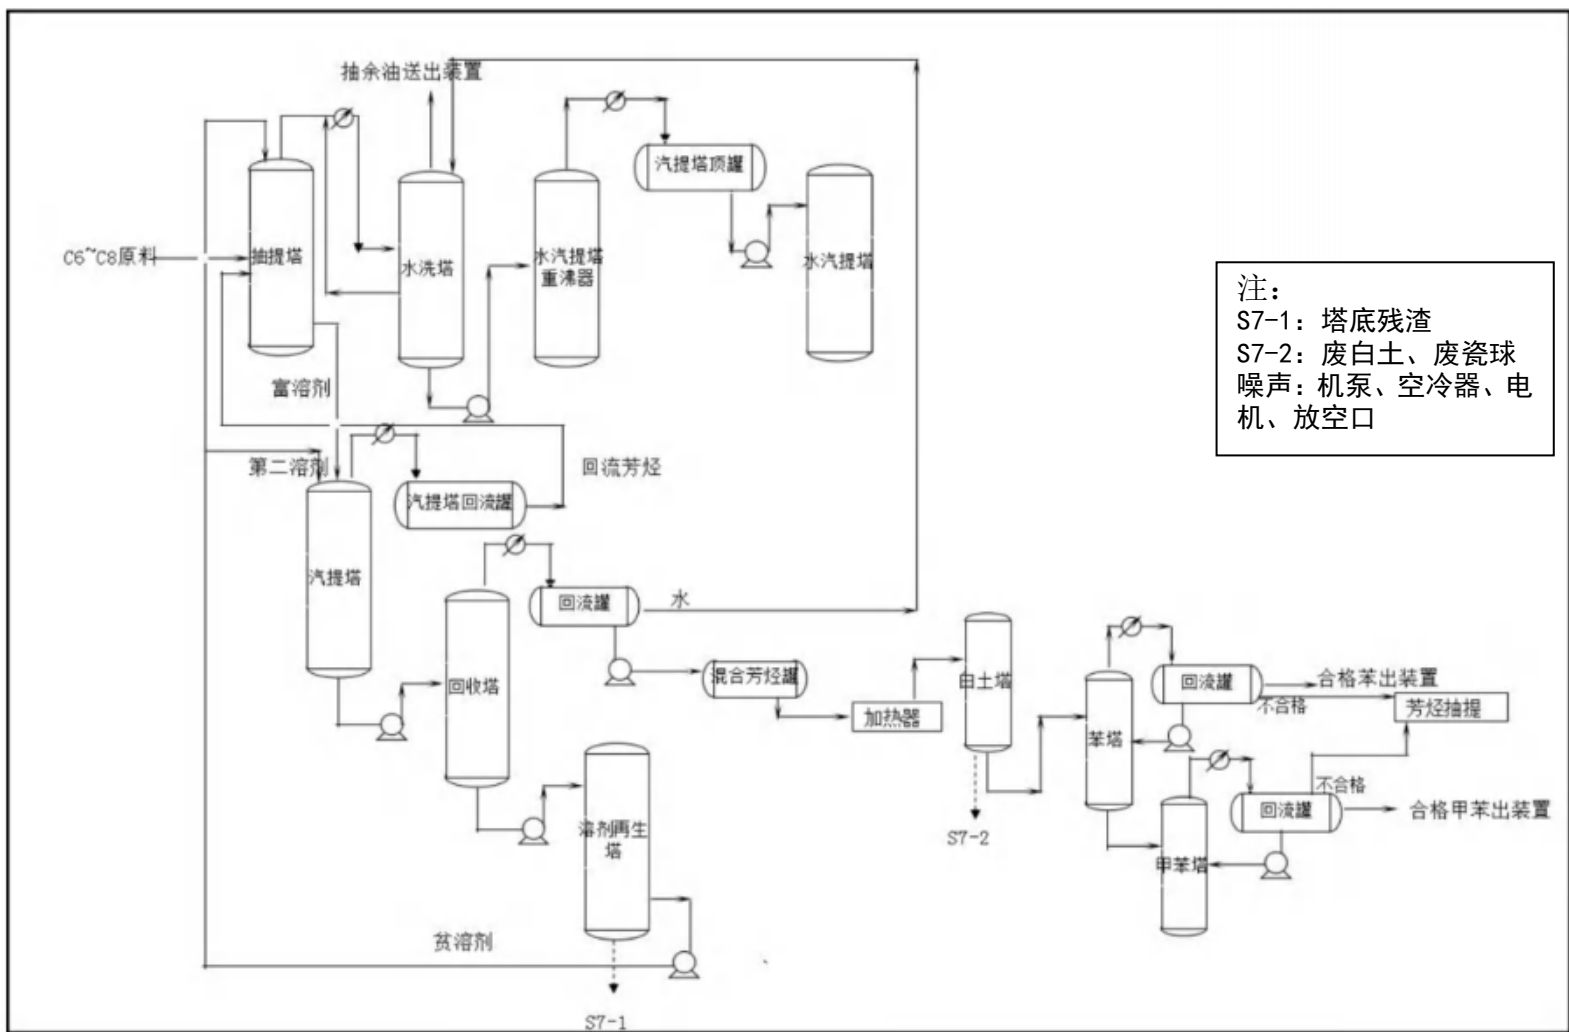 抽余油送出装置
汽提塔顶罐
C6~C8原料
抽提塔
水洗塔
水汽提塔
重沸器
水汽提塔
注：
S7-1：塔底残渣
S7-2：废白土、废瓷球
噪声：机泵、空冷器、电
机、放空口
富溶剂
第二溶剂
回流芳烃
汽提塔回流罐
汽提塔
回流罐
水
回收塔
混合芳烃罐
加热器
白土塔
回流罐
合格苯出装置
不合格
芳烃抽提
苯塔
不合格
回流罐
合格甲苯出装置
甲苯塔
溶剂再生
塔
S7-2
贫溶剂
S7-1